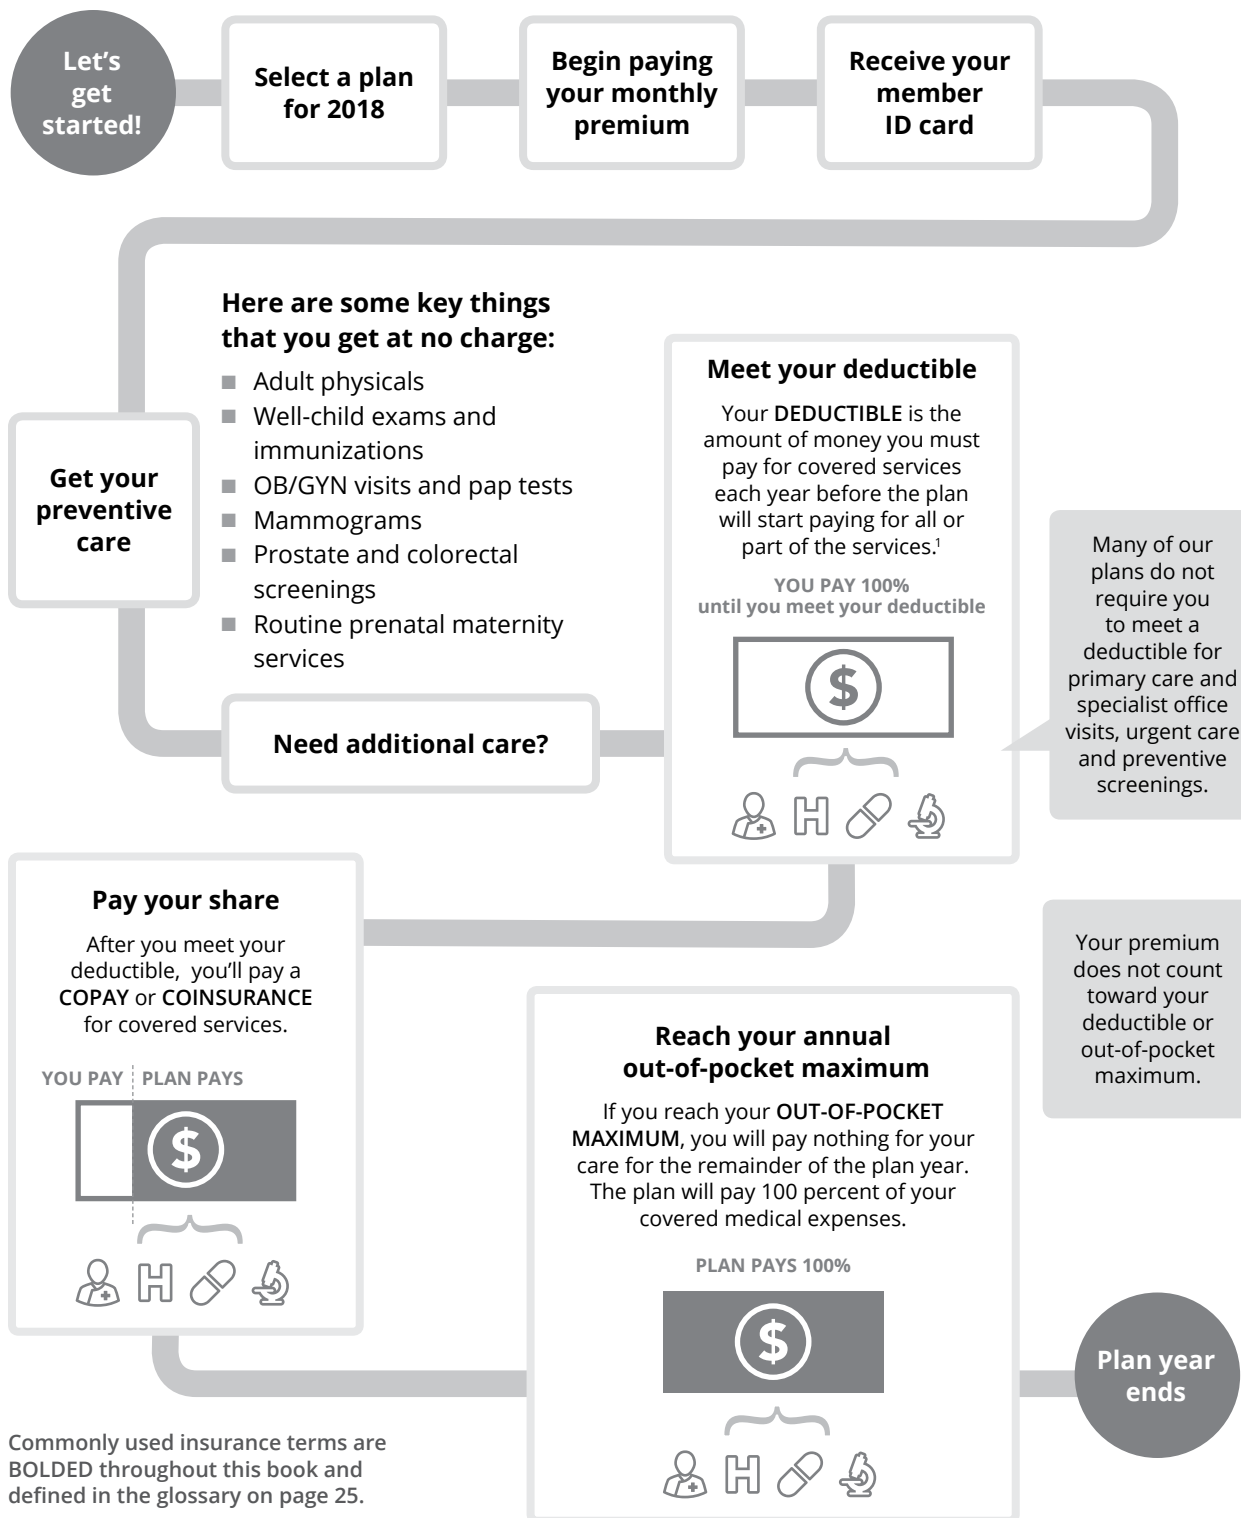 Let's
get
started!
Select a plan
for 2018
Begin paying
your monthly
premium
Receive your
member
ID card
Get your
preventive
care
Here are some key things
that you get at no charge:
■ Adult physicals
■ Well-child exams and
immunizations
■ OB/GYN visits and pap tests
■ Mammograms
■ Prostate and colorectal
screenings
■ Routine prenatal maternity
services
Need additional care?
Meet your deductible
Your DEDUCTIBLE is the
amount of money you must
pay for covered services
each year before the plan
will start paying for all or
part of the services.¹
YOU PAY 100%
until you meet your deductible
$
H
Many of our
plans do not
require you
to meet a
deductible for
primary care and
specialist office
visits, urgent care
and preventive
screenings.
Pay your share
After you meet your
deductible, you'll pay a
COPAY or COINSURANCE
for covered services.
YOU PAY PLAN PAYS
$
H
Your premium
does not count
toward your
deductible or
out-of-pocket
maximum.
Reach your annual
out-of-pocket maximum
If you reach your OUT-OF-POCKET
MAXIMUM, you will pay nothing for your
care for the remainder of the plan year.
The plan will pay 100 percent of your
covered medical expenses.
PLAN PAYS 100%
$
H
Plan year
ends
Commonly used insurance terms are
BOLDED throughout this book and
defined in the glossary on page 25.